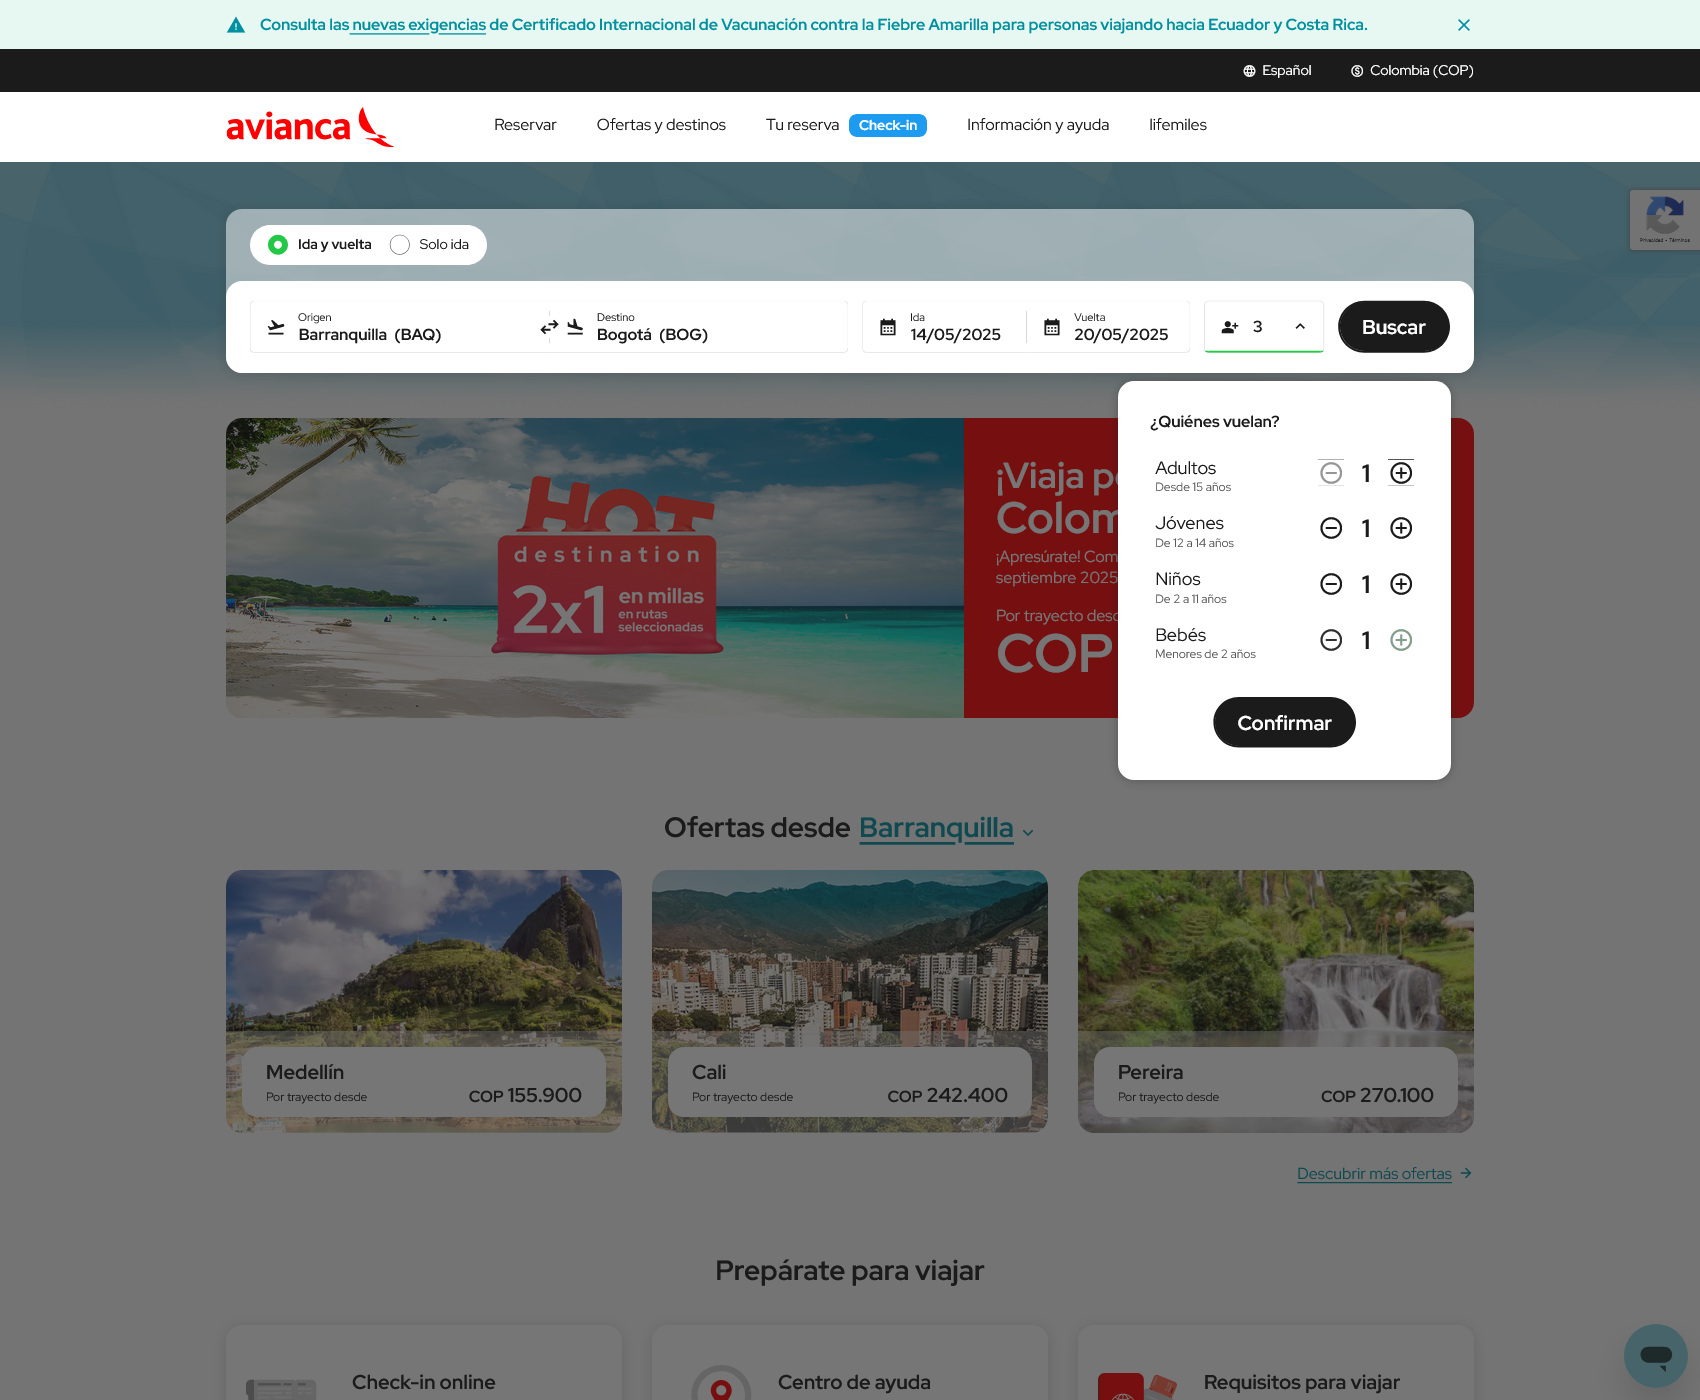 Consulta las nuevas exigencias de Certificado Internacional de Vacunación contra la Fiebre Amarilla para personas viajando hacia Ecuador y Costa Rica.
Español
Colombia (COP)
avianca
Reservar
Ofertas y destinos
Tu reserva
Check-in
Información y ayuda
lifemiles
Privacidad - Términos
Ida y vuelta
Solo ida
Origen
Barranquilla (BAQ)
Destino
Bogotá (BOG)
Ida
14/05/2025
Vuelta
20/05/2025
3
Buscar
HOT
destination
2x1
en millas
en rutas
seleccionadas
¡Viaja
Colom
¡Apresúrate! Com
septiembre 2025
Por trayecto desd
COP
¿Quiénes vuelan?
Adultos
Desde 15 años
1
Jóvenes
De 12 a 14 años
1
Niños
De 2 a 11 años
1
Bebés
Menores de 2 años
1
Confirmar
Ofertas desde Barranquilla
Medellín
Por trayecto desde
COP 155.900
Cali
Por trayecto desde
COP 242.400
Pereira
Por trayecto desde
COP 270.100
Descubrir más ofertas
Prepárate para viajar
Check-in online
Centro de ayuda
Requisitos para viajar